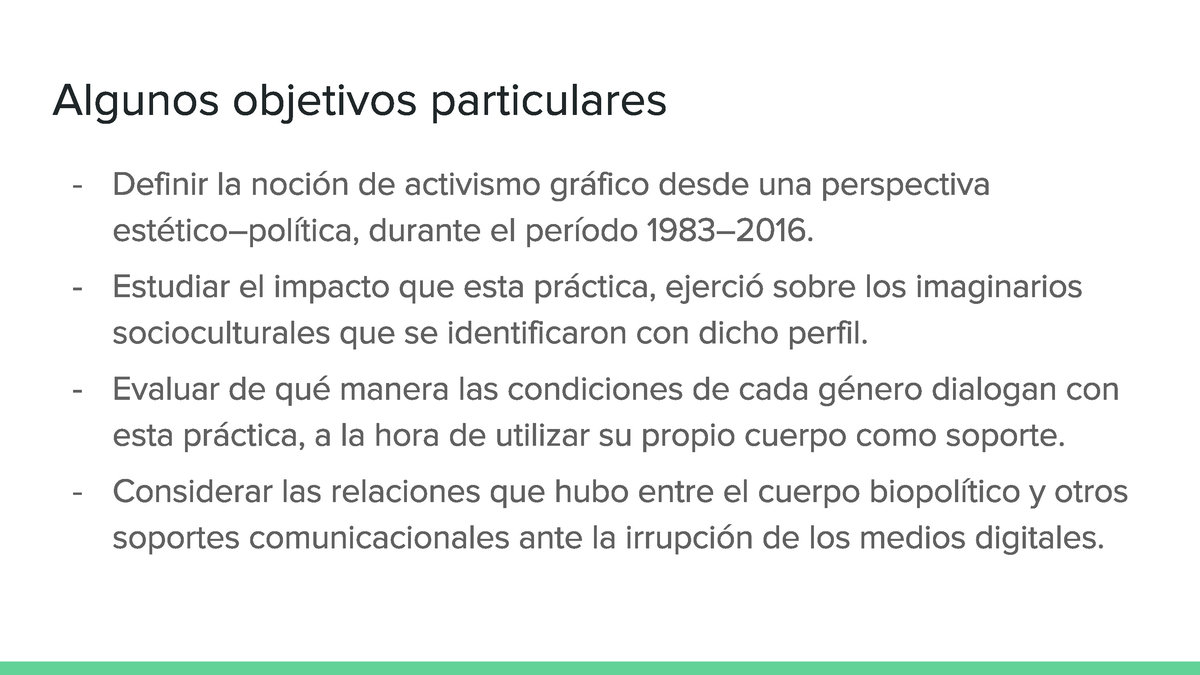 Algunos objetivos particulares
- Definir la noción de activismo gráfico desde una perspectiva
estético–política, durante el período 1983–2016.
- Estudiar el impacto que esta práctica, ejerció sobre los imaginarios
socioculturales que se identificaron con dicho perfil.
- Evaluar de qué manera las condiciones de cada género dialogan con
esta práctica, a la hora de utilizar su propio cuerpo como soporte.
- Considerar las relaciones que hubo entre el cuerpo biopolítico y otros
soportes comunicacionales ante la irrupción de los medios digitales.